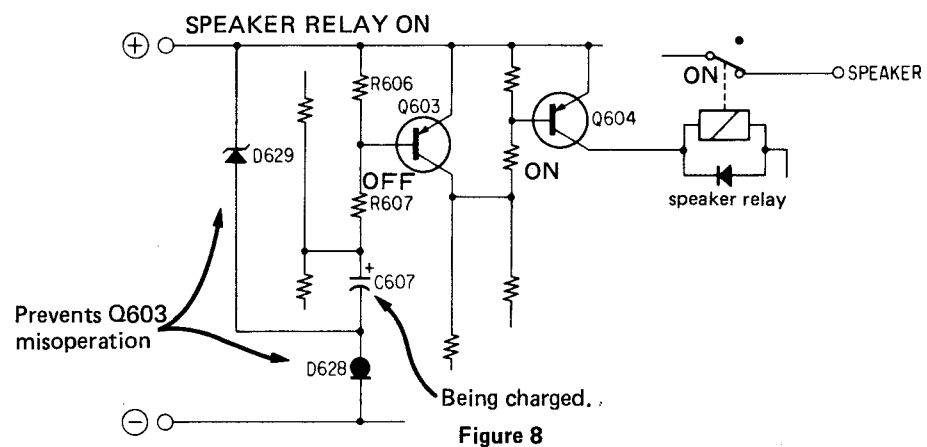 SPEAKER RELAY ON
+
R606
Q603
Q604
ON
SPEAKER
D629
OFF
ON
R607
speaker relay
+
C607
Prevents Q603
misoperation
D628
Being charged.
−
Figure 8